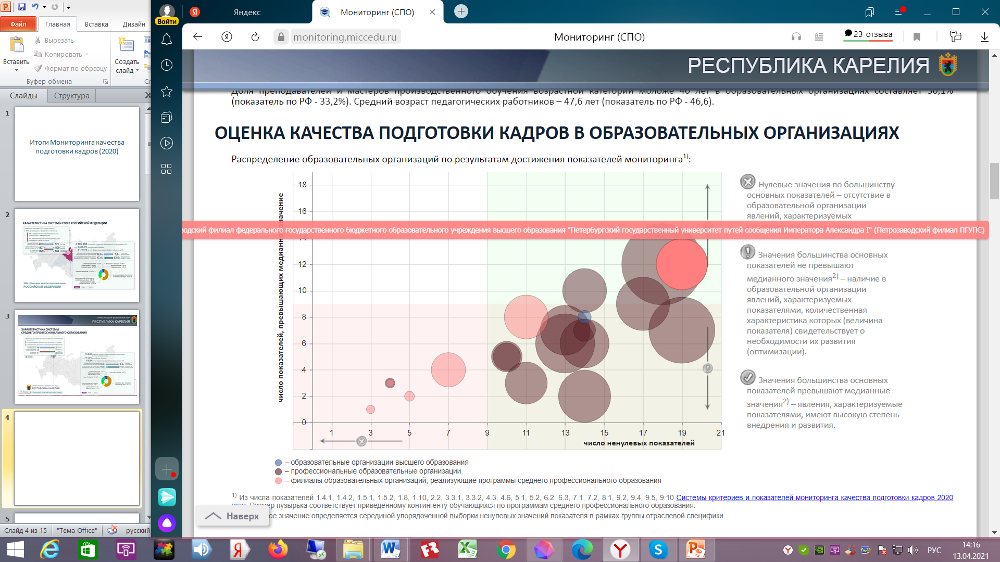 Файл
Главная
Вставка
Дизайн
Вставить
Вырезать
Копировать
Формат по образцу
Создать
слайд
Буфер обмена
Слайды
Структура
1
Итоги Мониторинга качества
подготовки кадров (2020)
2
ХАРАКТЕРИСТИКА СИСТЕМЫ СПО В РОССИЙСКОЙ ФЕДЕРАЦИИ
РОССИЙСКАЯ ФЕДЕРАЦИЯ
3
РЕСПУБЛИКА КАРЕЛИЯ
ХАРАКТЕРИСТИКА СИСТЕМЫ
СРЕДНЕГО ПРОФЕССИОНАЛЬНОГО ОБРАЗОВАНИЯ
РЕСПУБЛИКА КАРЕЛИЯ
4
5
Слайд 4 из 15
"Тема Office"
русский
Войти
Яндекс
Мониторинг (СПО)
monitoring.miccedu.ru
Мониторинг (СПО)
23 отзыва
РЕСПУБЛИКА КАРЕЛИЯ
Доля преподавателей и мастеров производственного обучения возрастной категории моложе 40 лет в образовательных организациях составляет 30,1%
(показатель по РФ - 33,2%). Средний возраст педагогических работников – 47,6 лет (показатель по РФ - 46,6).
ОЦЕНКА КАЧЕСТВА ПОДГОТОВКИ КАДРОВ В ОБРАЗОВАТЕЛЬНЫХ ОРГАНИЗАЦИЯХ
Распределение образовательных организаций по результатам достижения показателей мониторинга1):
водский филиал федерального государственного бюджетного образовательного учреждения высшего образования "Петербургский государственный университет путей сообщения Императора Александра I" (Петрозаводский филиал ПГУПС)
18
16
14
12
10
8
6
4
2
0
1
3
5
7
9
11
13
15
17
19
21
число показателей, превышающих медианное значение
число ненулевых показателей
Нулевые значения по большинству
основных показателей – отсутствие в
образовательной организации
явлений, характеризуемых
Значения большинства основных
показателей не превышают
медианного значения2) – наличие в
образовательной организации
явлений, характеризуемых
показателями, количественная
характеристика которых (величина
показателя) свидетельствует о
необходимости их развития
(оптимизации).
Значения большинства основных
показателей превышают медианные
значения2) – явления, характеризуемые
показателями, имеют высокую степень
внедрения и развития.
– образовательные организации высшего образования
– профессиональные образовательные организации
– филиалы образовательных организаций, реализующие программы среднего профессионального образования
1) Из числа показателей 1.4.1, 1.4.2, 1.5.1, 1.5.2, 1.8, 1.10, 2.2, 3.3.1, 3.3.2, 4.3, 4.6, 5.1, 5.2, 6.2, 6.3, 7.1, 7.2, 8.1, 9.2, 9.4, 9.5, 9.10 Системы критериев и показателей мониторинга качества подготовки кадров 2020
года. Размер пузырька соответствует приведенному контингенту обучающихся по программам среднего профессионального образования.
ое значение определяется серединой упорядоченной выборки ненулевых значений показателя в рамках группы отраслевой специфики.
Наверх
РУС
14:16
13.04.2021